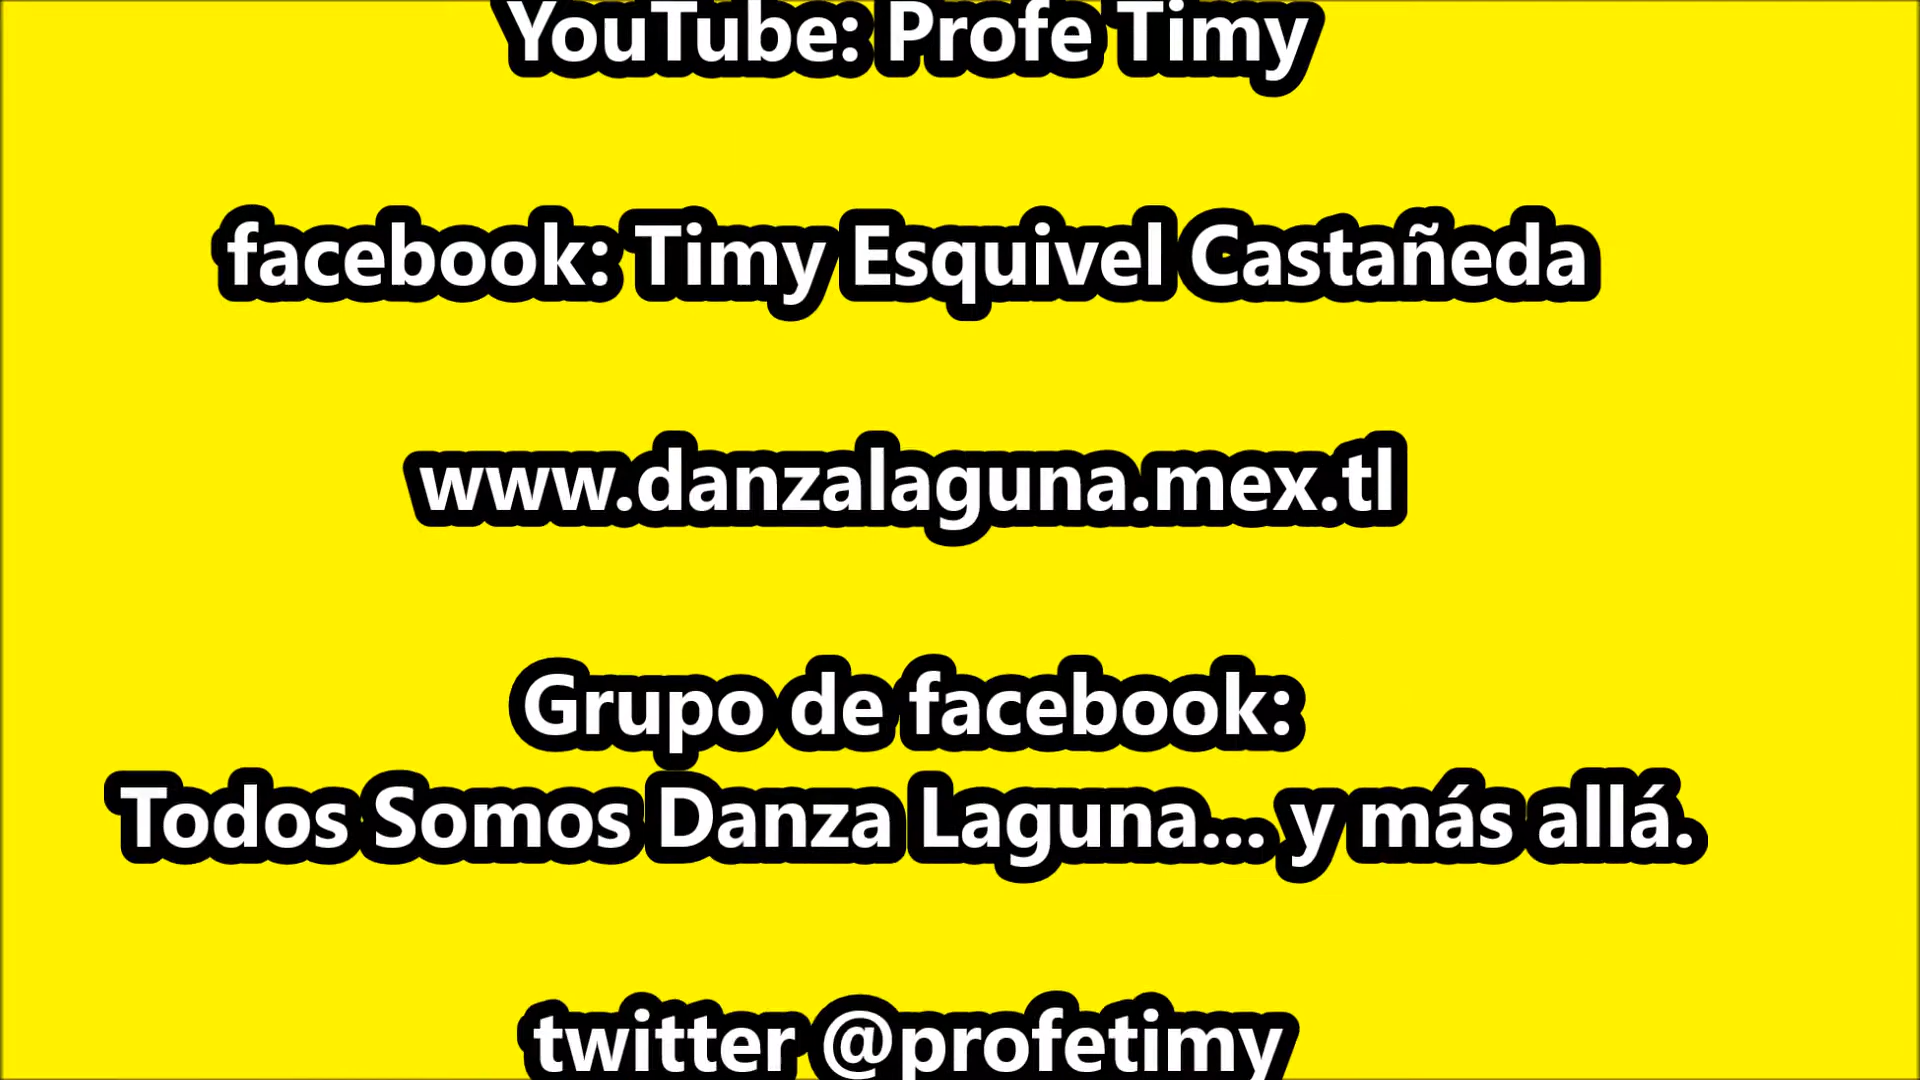 YouTube: Profe Timy
facebook: Timy Esquivel Castañeda
www.danzalaguna.mex.tl
Grupo de facebook:
Todos Somos Danza Laguna... y más allá.
twitter @profetimy